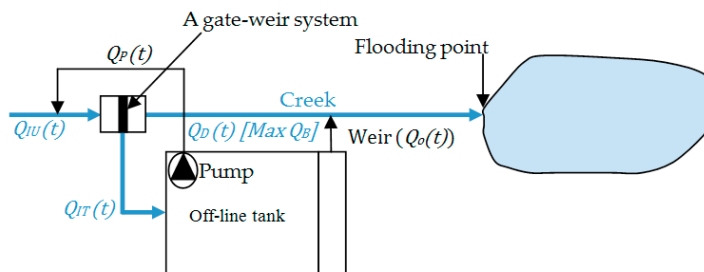 A gate-weir system
Q_P(t)
Flooding point
Creek
Q_IU(t)
Q_D(t) [Max Q_B]
Weir (Q_o(t))
Pump
Q_IT(t)
Off-line tank